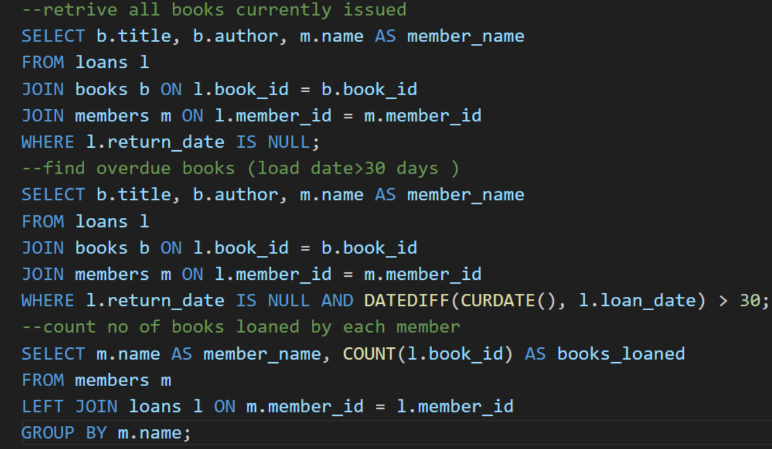 --retrive all books currently issued
SELECT b.title, b.author, m.name AS member_name
FROM loans l
JOIN books b ON l.book_id = b.book_id
JOIN members m ON l.member_id = m.member_id
WHERE l.return_date IS NULL;
--find overdue books (load date>30 days )
SELECT b.title, b.author, m.name AS member_name
FROM loans l
JOIN books b ON l.book_id = b.book_id
JOIN members m ON l.member_id = m.member_id
WHERE l.return_date IS NULL AND DATEDIFF(CURDATE(), l.loan_date) > 30;
--count no of books loaned by each member
SELECT m.name AS member_name, COUNT(l.book_id) AS books_loaned
FROM members m
LEFT JOIN loans l ON m.member_id = l.member_id
GROUP BY m.name;